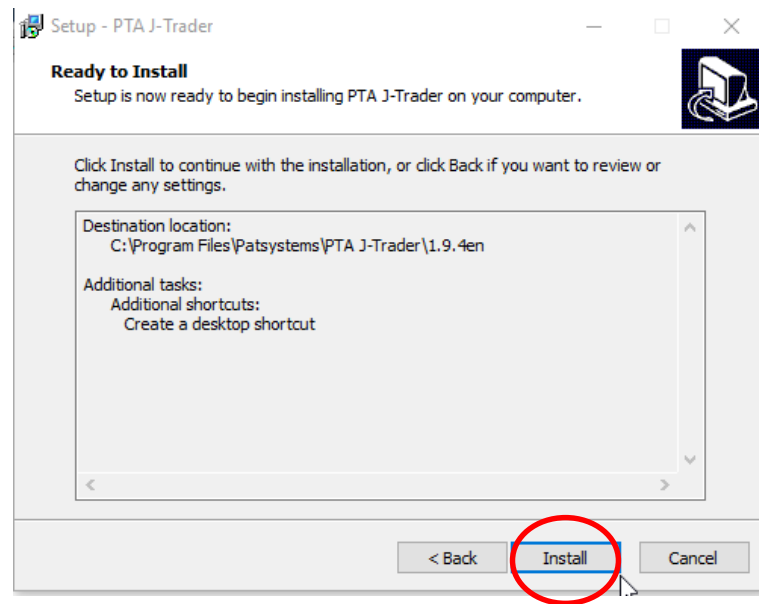 Setup - PTA J-Trader
Ready to Install
Setup is now ready to begin installing PTA J-Trader on your computer.
Click Install to continue with the installation, or click Back if you want to review or
change any settings.
Destination location:
C:\Program Files\Patsystems\PTA J-Trader\1.9.4en
Additional tasks:
Additional shortcuts:
Create a desktop shortcut
< Back Install Cancel